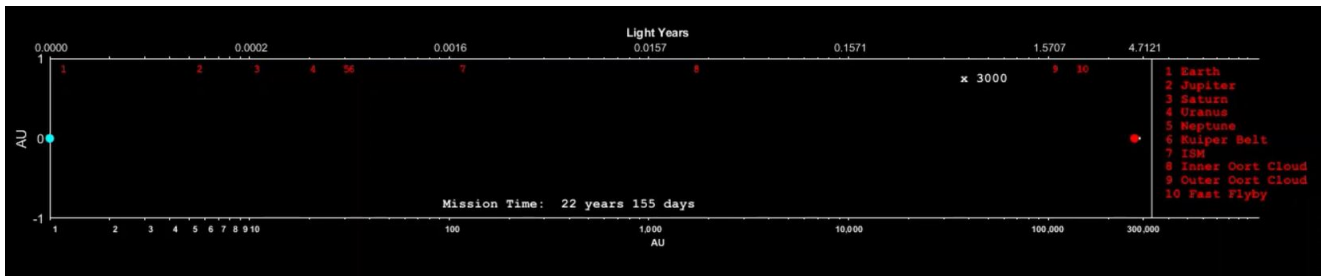 Light Years
0.0000 0.0002 0.0016 0.0157 0.1571 1.5707 4.7121
1
1 2 3 4 56 7 8 9 10
x 3000
1 Earth
2 Jupiter
3 Saturn
4 Uranus
5 Neptune
6 Kuiper Belt
7 ISM
8 Inner Oort Cloud
9 Outer Oort Cloud
10 Fast Flyby
AU
0
Mission Time: 22 years 155 days
-1
1 2 3 4 5 6 7 8 9 10 100 1,000 10,000 100,000 300,000
AU